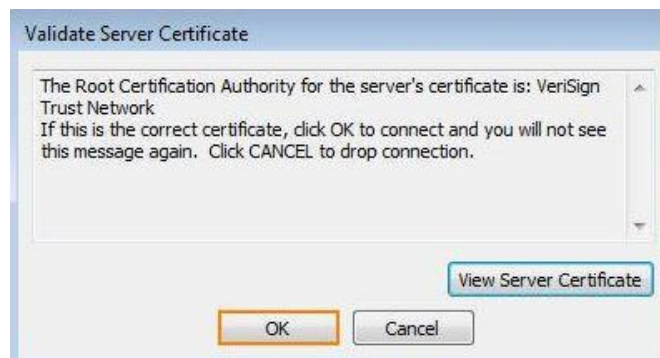 Validate Server Certificate
The Root Certification Authority for the server's certificate is: VeriSign
Trust Network
If this is the correct certificate, click OK to connect and you will not see
this message again.  Click CANCEL to drop connection.
View Server Certificate
OK
Cancel